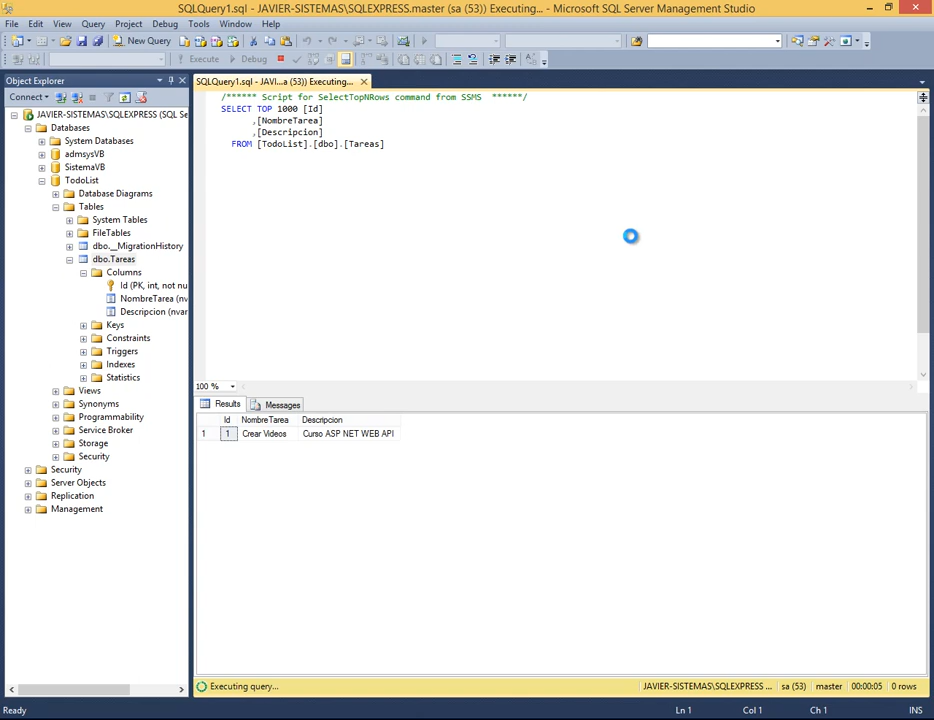 SQLQuery1.sql - JAVIER-SISTEMAS\SQLEXPRESS.master (sa (53)) Executing... - Microsoft SQL Server Management Studio
File Edit View Query Project Debug Tools Window Help
New Query
Execute Debug
Object Explorer
Connect
JAVIER-SISTEMAS\SQLEXPRESS (SQL Se
Databases
System Databases
admsysVB
SistemaVB
TodoList
Database Diagrams
Tables
System Tables
FileTables
dbo.__MigrationHistory
dbo.Tareas
Columns
Id (PK, int, not nu
NombreTarea (nv
Descripcion (nvar
Keys
Constraints
Triggers
Indexes
Statistics
Views
Synonyms
Programmability
Service Broker
Storage
Security
Security
Server Objects
Replication
Management
SQLQuery1.sql - JAVI...a (53)) Executing...
/****** Script for SelectTopNRows command from SSMS ******/
SELECT TOP 1000 [Id]
,[NombreTarea]
,[Descripcion]
FROM [TodoList].[dbo].[Tareas]
100 %
Results Messages
Id NombreTarea Descripcion
1 1 Crear Videos Curso ASP NET WEB API
Executing query... JAVIER-SISTEMAS\SQLEXPRESS ... sa (53) master 00:00:05 0 rows
Ready Ln 1 Col 1 Ch 1 INS